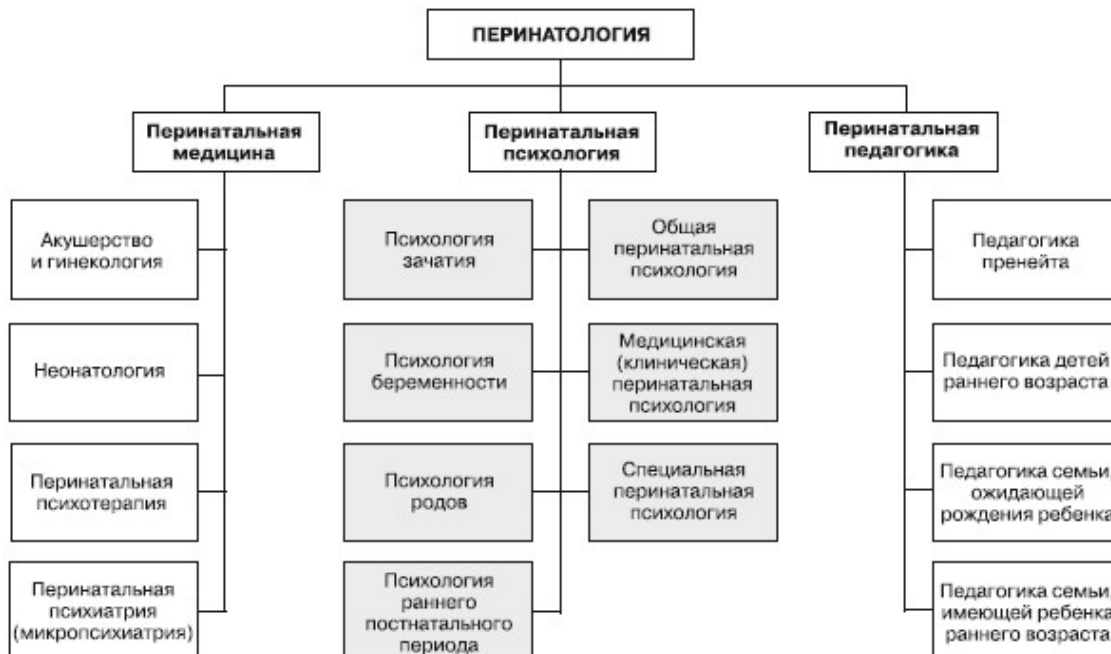 ПЕРИНАТОЛОГИЯ
Перинатальная
медицина
Перинатальная
психология
Перинатальная
педагогика
Акушерство
и гинекология
Психология
зачатия
Общая
перинатальная
психология
Педагогика
пренейта
Неонатология
Психология
беременности
Медицинская
(клиническая)
перинатальная
психология
Педагогика детей
раннего возраста
Перинатальная
психотерапия
Психология
родов
Специальная
перинатальная
психология
Педагогика семьи,
ожидающей
рождения ребенка
Перинатальная
психиатрия
(микропсихиатрия)
Психология
раннего
постнатального
периода
Педагогика семьи,
имеющей ребенка
раннего возраста